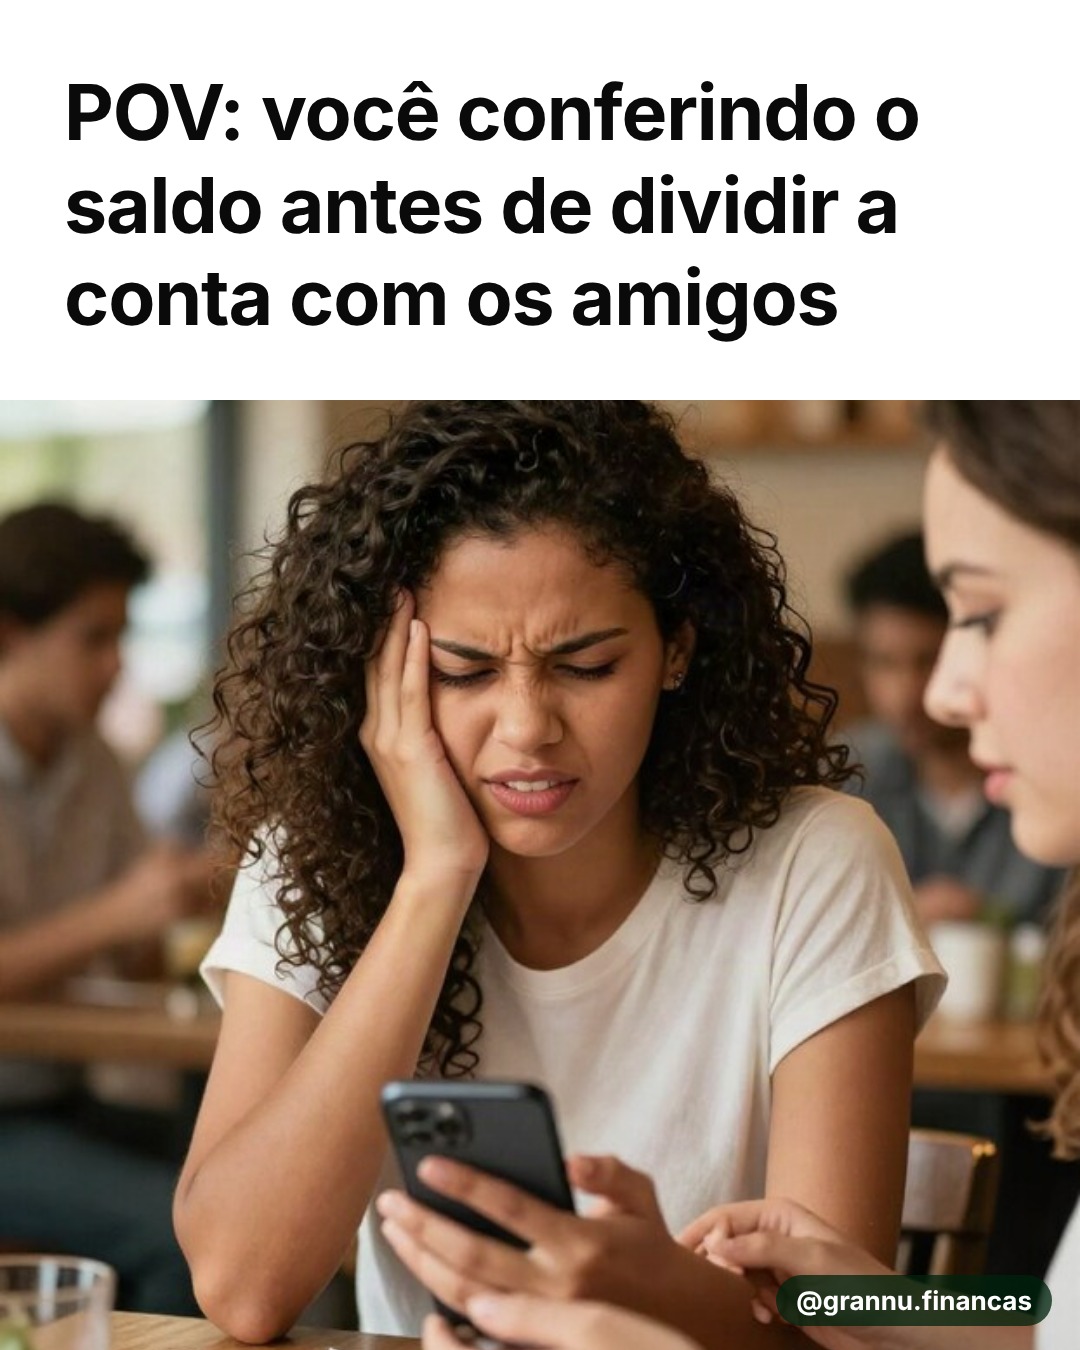 POV: você conferindo o
saldo antes de dividir a
conta com os amigos
@grannu.financas